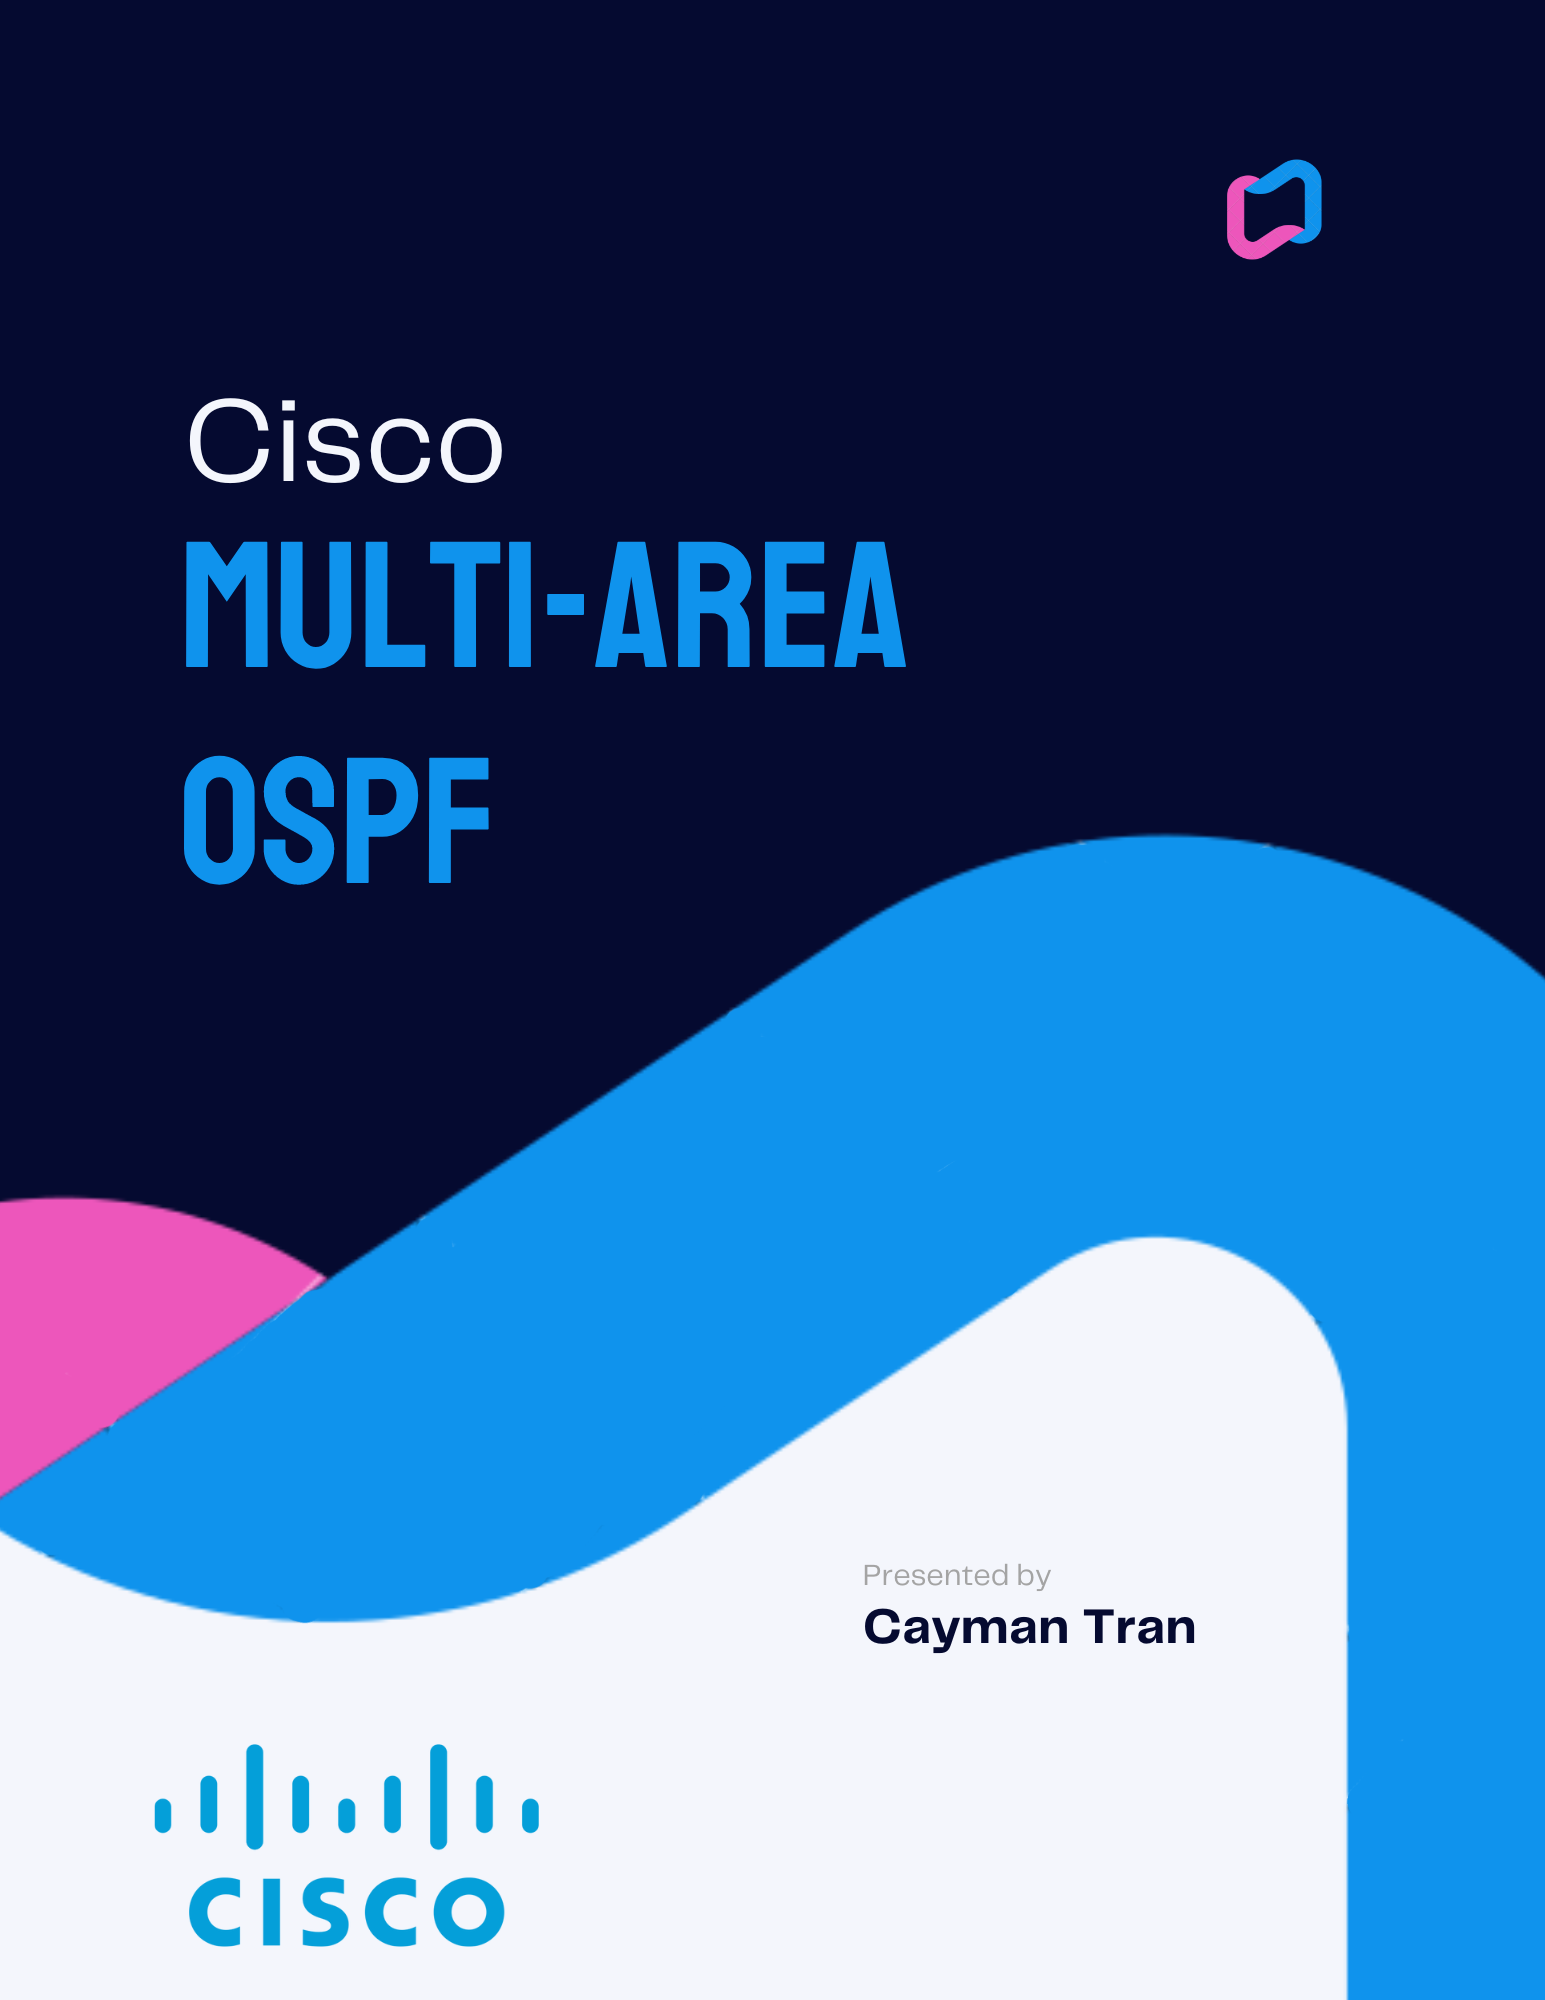 Cisco
MULTI-AREA
OSPF
Presented by
Cayman Tran
CISCO